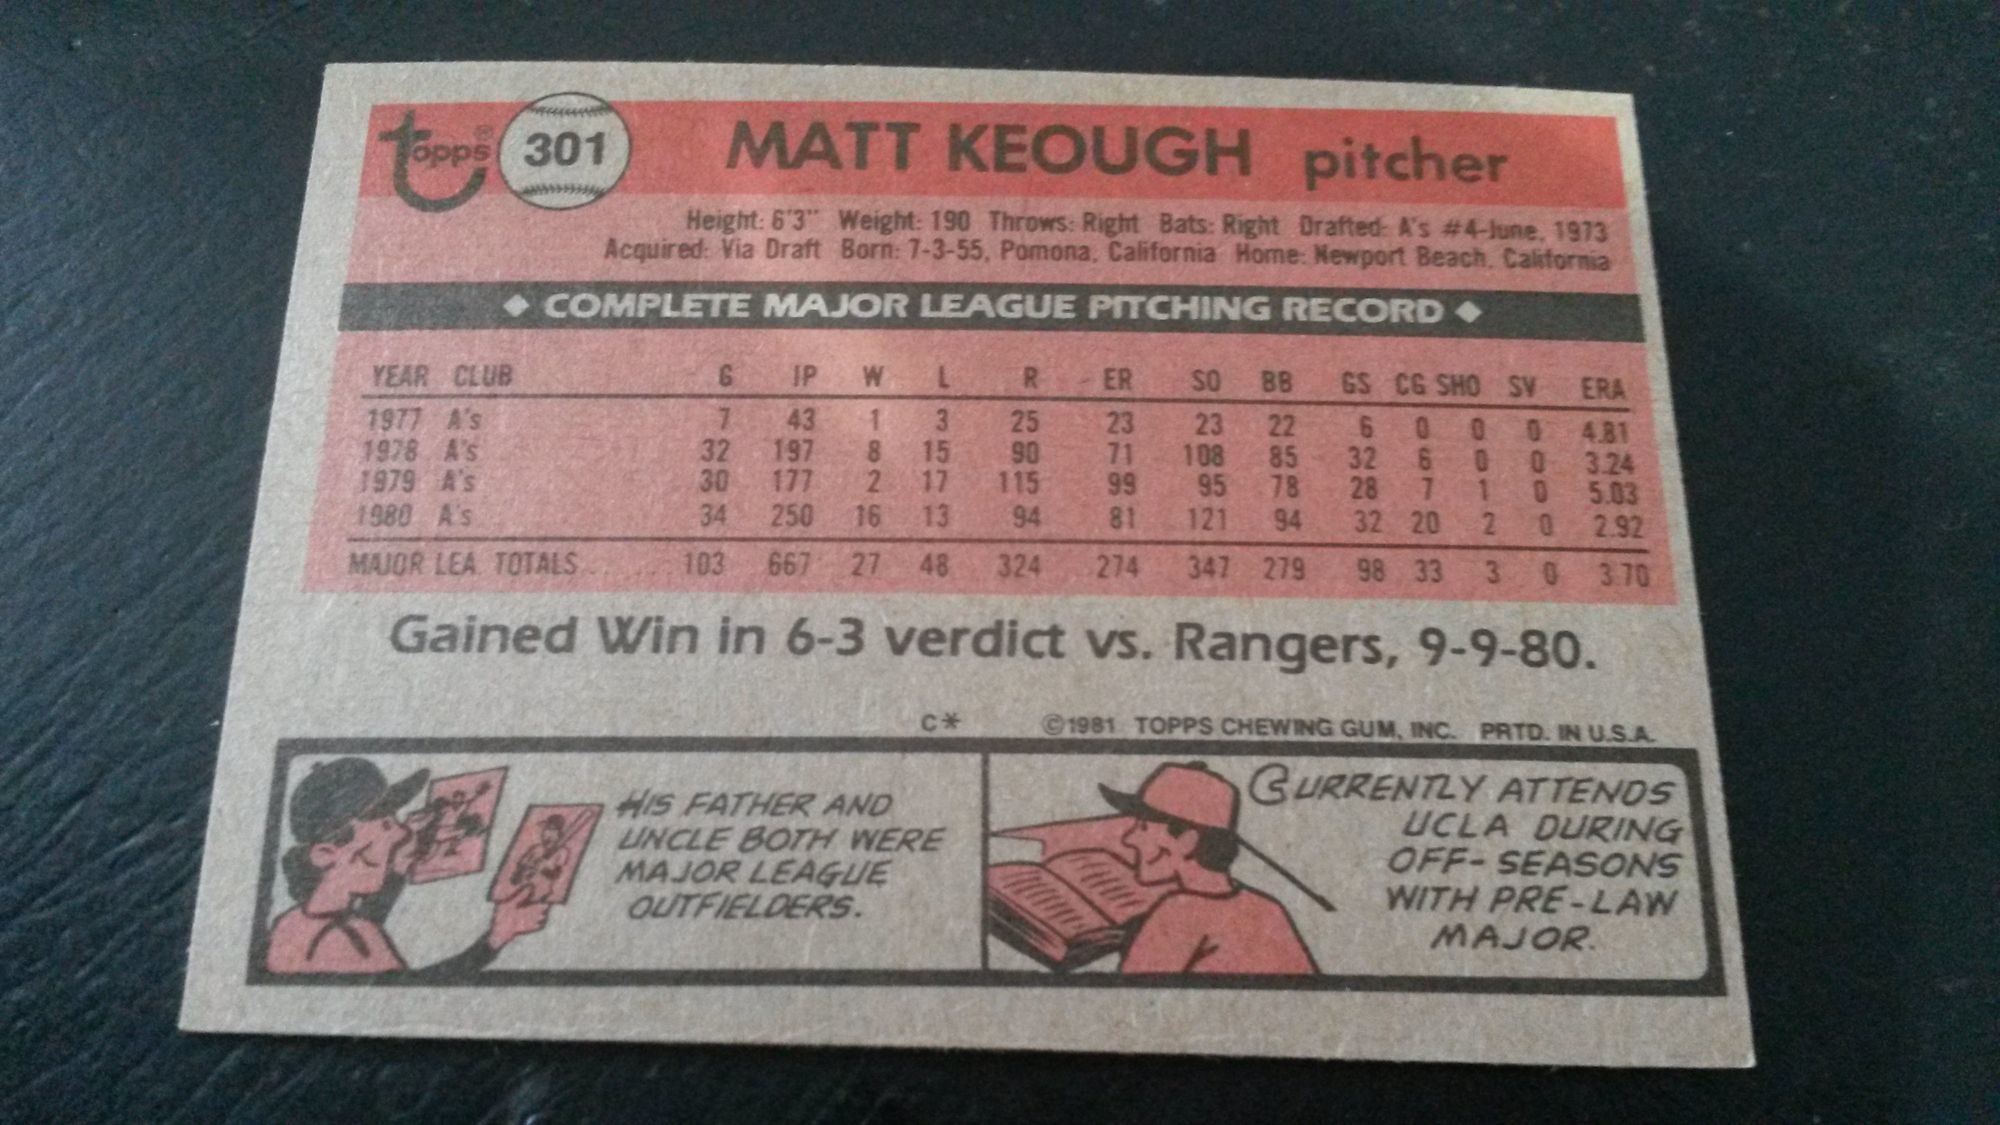 topps® 301 MATT KEOUGH pitcher
Height: 6'3" Weight: 190 Throws: Right Bats: Right Drafted: A's #4-June, 1973
Acquired: Via Draft Born: 7-3-55, Pomona, California Home: Newport Beach, California
◆ COMPLETE MAJOR LEAGUE PITCHING RECORD ◆
YEAR CLUB G IP W L R ER SO BB GS CG SHO SV ERA
1977 A's 7 43 1 3 25 23 23 22 6 0 0 0 4.81
1978 A's 32 197 8 15 90 71 108 85 32 6 0 0 3.24
1979 A's 30 177 2 17 115 99 95 78 28 7 1 0 5.03
1980 A's 34 250 16 13 94 81 121 94 32 20 2 0 2.92
MAJOR LEA. TOTALS ...... 103 667 27 48 324 274 347 279 98 33 3 0 3.70
Gained Win in 6-3 verdict vs. Rangers, 9-9-80.
C* ©1981 TOPPS CHEWING GUM, INC. PRTD. IN U.S.A.
HIS FATHER AND
UNCLE BOTH WERE
MAJOR LEAGUE
OUTFIELDERS.
CURRENTLY ATTENDS
UCLA DURING
OFF-SEASONS
WITH PRE-LAW
MAJOR.